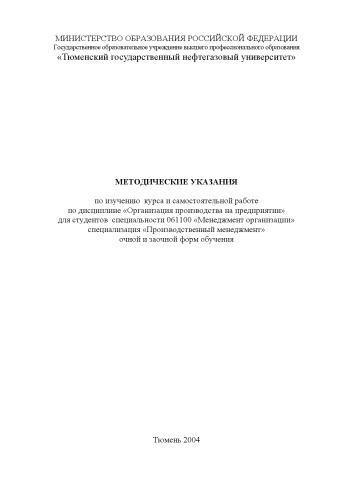 МИНИСТЕРСТВО ОБРАЗОВАНИЯ РОССИЙСКОЙ ФЕДЕРАЦИИ
Государственное образовательное учреждение высшего профессионального образования
«Тюменский государственный нефтегазовый университет»
МЕТОДИЧЕСКИЕ УКАЗАНИЯ
по изучению курса и самостоятельной работе
по дисциплине «Организация производства на предприятии»
для студентов специальности 061100 «Менеджмент организации»
специализация «Производственный менеджмент»
очной и заочной форм обучения
Тюмень 2004